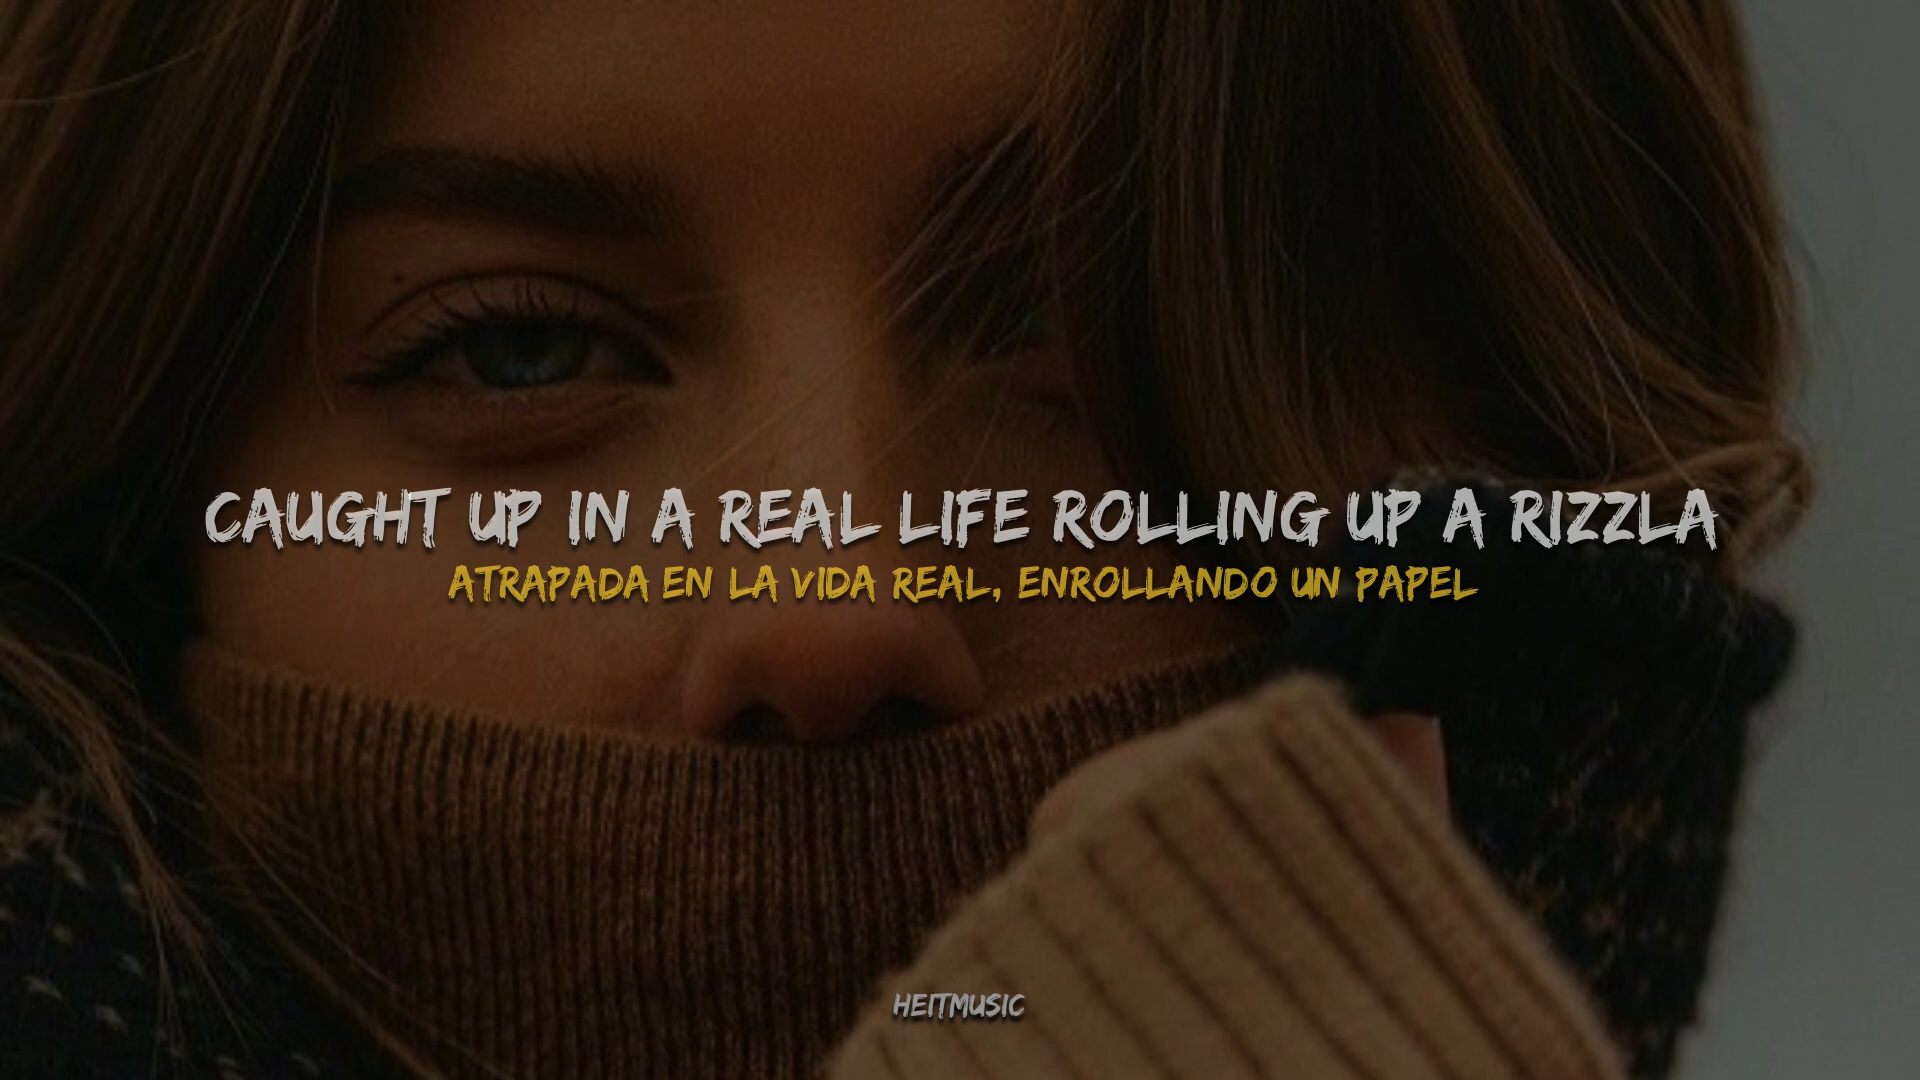 CAUGHT UP IN A REAL LIFE ROLLING UP A RIZZLA
ATRAPADA EN LA VIDA REAL, ENROLLANDO UN PAPEL
HEITMUSIC